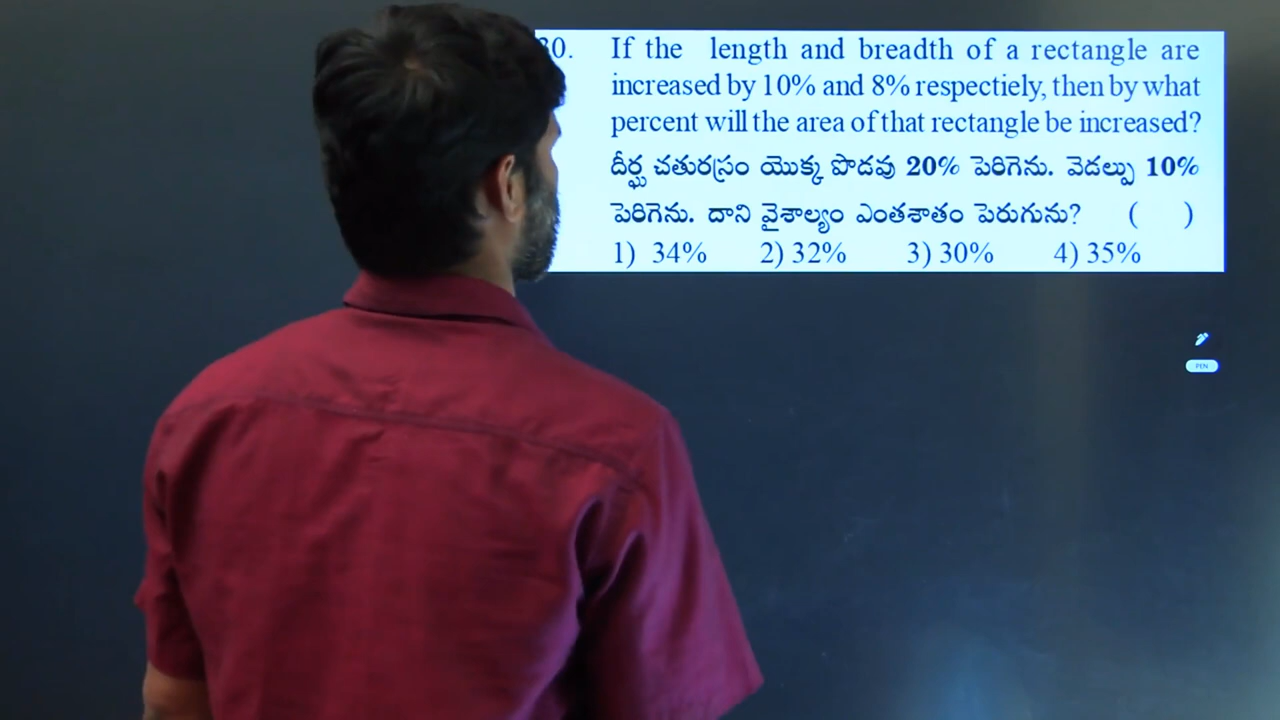 30. If the length and breadth of a rectangle are
increased by 10% and 8% respectiely, then by what
percent will the area of that rectangle be increased?
దీర్ఘ చతురస్రం యొక్క పొడవు 20% పెరిగెను. వెడల్పు 10%
పెరిగెను. దాని వైశాల్యం ఎంతశాతం పెరుగును? ( )
1) 34% 2) 32% 3) 30% 4) 35%
PEN